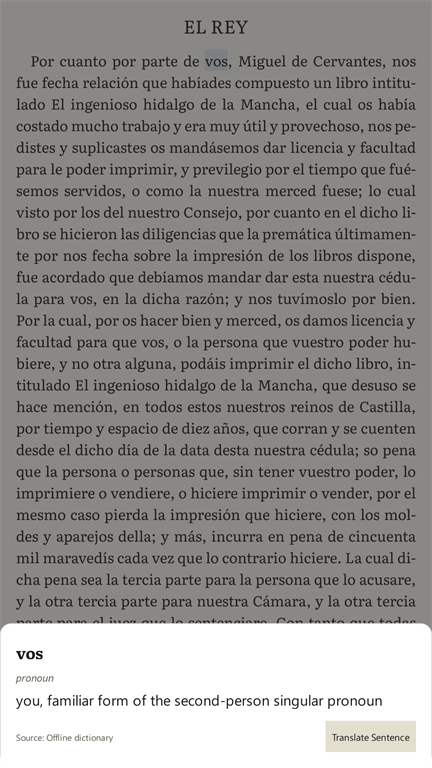 EL REY
Por cuanto por parte de vos, Miguel de Cervantes, nos
fue fecha relación que habíades compuesto un libro intitu-
lado El ingenioso hidalgo de la Mancha, el cual os había
costado mucho trabajo y era muy útil y provechoso, nos pe-
distes y suplicastes os mandásemos dar licencia y facultad
para le poder imprimir, y previlegio por el tiempo que fué-
semos servidos, o como la nuestra merced fuese; lo cual
visto por los del nuestro Consejo, por cuanto en el dicho li-
bro se hicieron las diligencias que la premática últimamen-
te por nos fecha sobre la impresión de los libros dispone,
fue acordado que debíamos mandar dar esta nuestra cédu-
la para vos, en la dicha razón; y nos tuvímoslo por bien.
Por la cual, por os hacer bien y merced, os damos licencia y
facultad para que vos, o la persona que vuestro poder hu-
biere, y no otra alguna, podáis imprimir el dicho libro, in-
titulado El ingenioso hidalgo de la Mancha, que desuso se
hace mención, en todos estos nuestros reinos de Castilla,
por tiempo y espacio de diez años, que corran y se cuenten
desde el dicho día de la data desta nuestra cédula; so pena
que la persona o personas que, sin tener vuestro poder, lo
imprimiere o vendiere, o hiciere imprimir o vender, por el
mesmo caso pierda la impresión que hiciere, con los mol-
des y aparejos della; y más, incurra en pena de cincuenta
mil maravedís cada vez que lo contrario hiciere. La cual di-
cha pena sea la tercia parte para la persona que lo acusare,
y la otra tercia parte para nuestra Cámara, y la otra tercia
parte para el juez que lo sentenciare. Con tanto que todas
vos
pronoun
you, familiar form of the second-person singular pronoun
Source: Offline dictionary
Translate Sentence